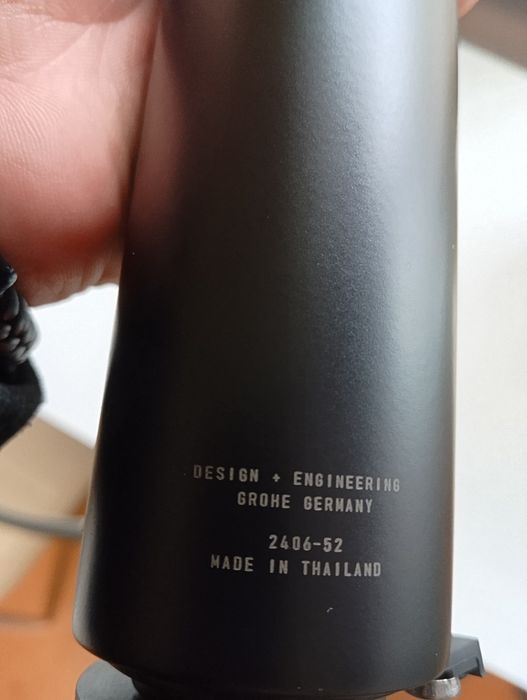 DESIGN + ENGINEERING
GROHE GERMANY
2406-52
MADE IN THAILAND